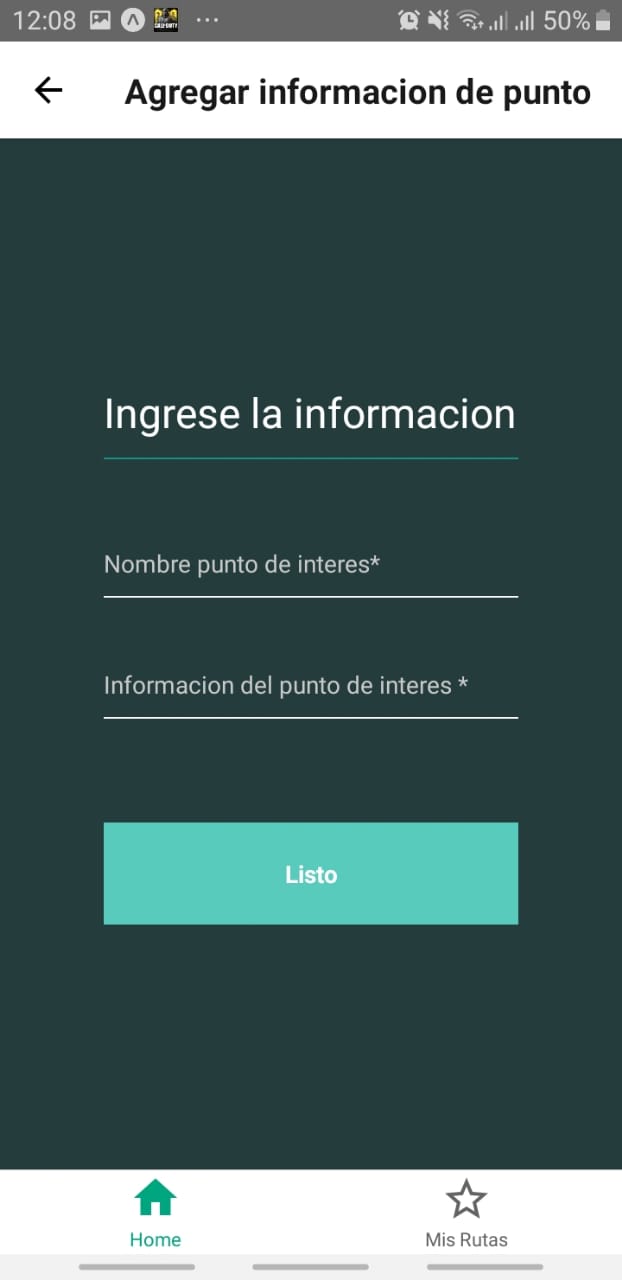 12:08 50%
Agregar informacion de punto
Ingrese la informacion
Nombre punto de interes*
Informacion del punto de interes *
Listo
Home
Mis Rutas